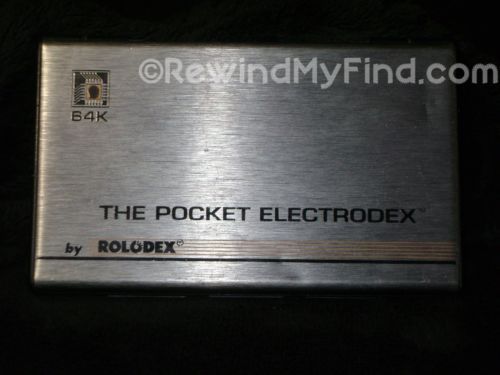 ©RewindMyFind.com
64K
THE POCKET ELECTRODEX™
by ROLODEX®